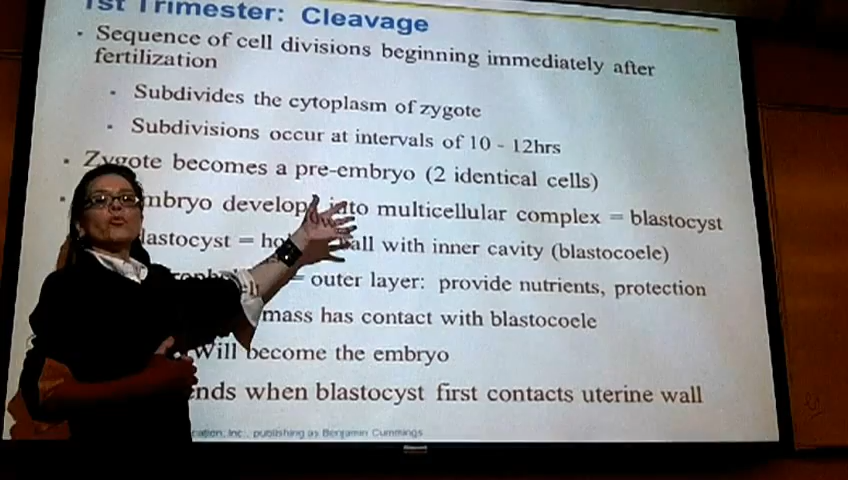 1st Trimester: Cleavage
· Sequence of cell divisions beginning immediately after
fertilization
· Subdivides the cytoplasm of zygote
· Subdivisions occur at intervals of 10 - 12hrs
· Zygote becomes a pre-embryo (2 identical cells)
develops into multicellular complex = blastocyst
= with inner cavity (blastocoele)
= outer layer: provide nutrients, protection
mass has contact with blastocoele
Will become the embryo
ends when blastocyst first contacts uterine wall
Inc., publishing as Benjamin Cummings